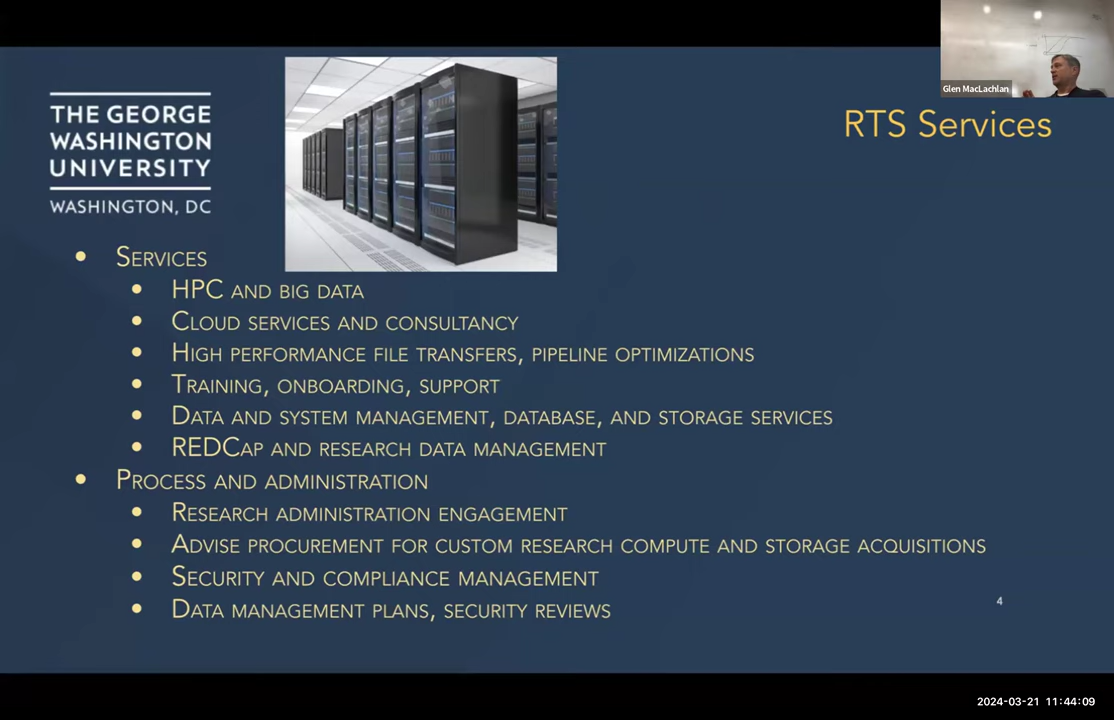 Glen MacLachlan
THE GEORGE
WASHINGTON
UNIVERSITY
WASHINGTON, DC
RTS Services
• SERVICES
• HPC AND BIG DATA
• CLOUD SERVICES AND CONSULTANCY
• HIGH PERFORMANCE FILE TRANSFERS, PIPELINE OPTIMIZATIONS
• TRAINING, ONBOARDING, SUPPORT
• DATA AND SYSTEM MANAGEMENT, DATABASE, AND STORAGE SERVICES
• REDCAP AND RESEARCH DATA MANAGEMENT
• PROCESS AND ADMINISTRATION
• RESEARCH ADMINISTRATION ENGAGEMENT
• ADVISE PROCUREMENT FOR CUSTOM RESEARCH COMPUTE AND STORAGE ACQUISITIONS
• SECURITY AND COMPLIANCE MANAGEMENT
• DATA MANAGEMENT PLANS, SECURITY REVIEWS
4
2024-03-21 11:44:09